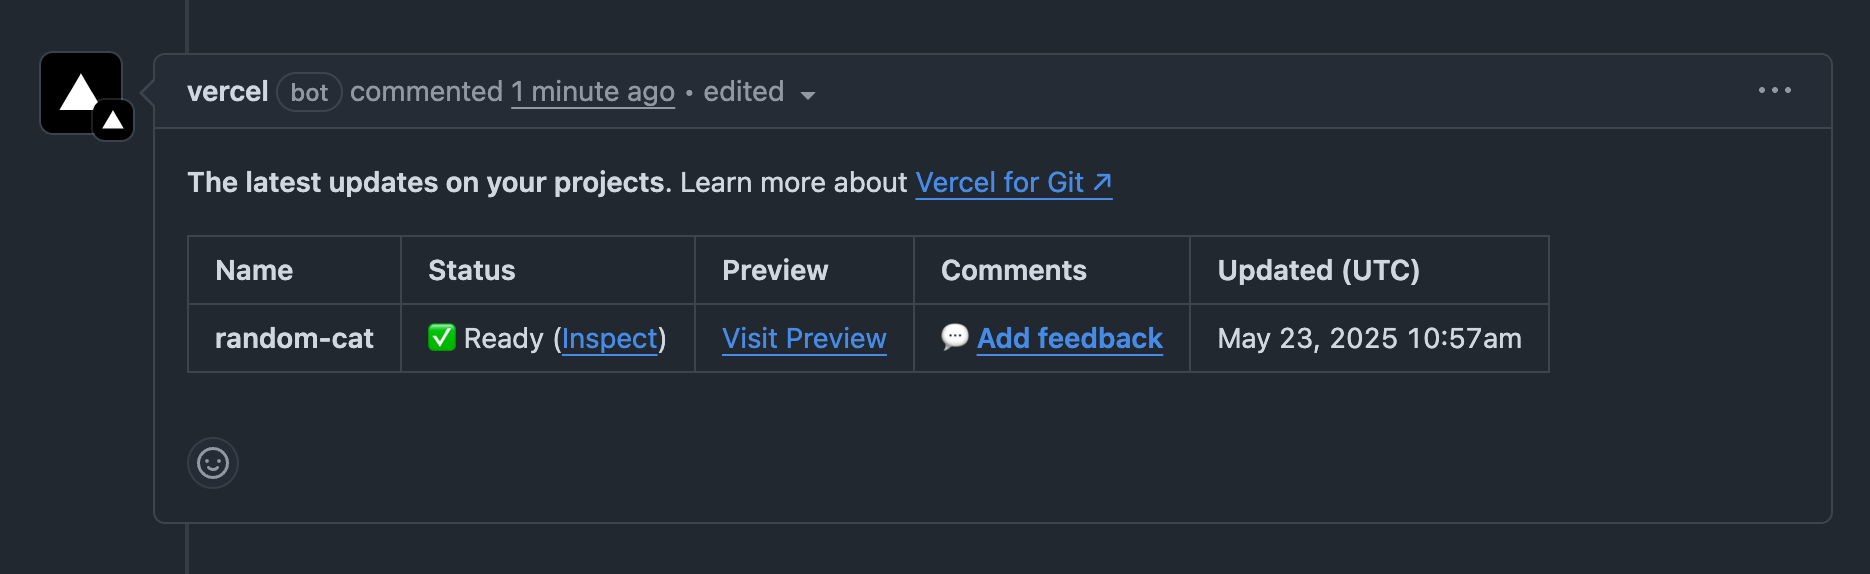 vercel bot commented 1 minute ago • edited
The latest updates on your projects. Learn more about Vercel for Git ↗
Name Status Preview Comments Updated (UTC)
random-cat ✅ Ready (Inspect) Visit Preview 💬 Add feedback May 23, 2025 10:57am